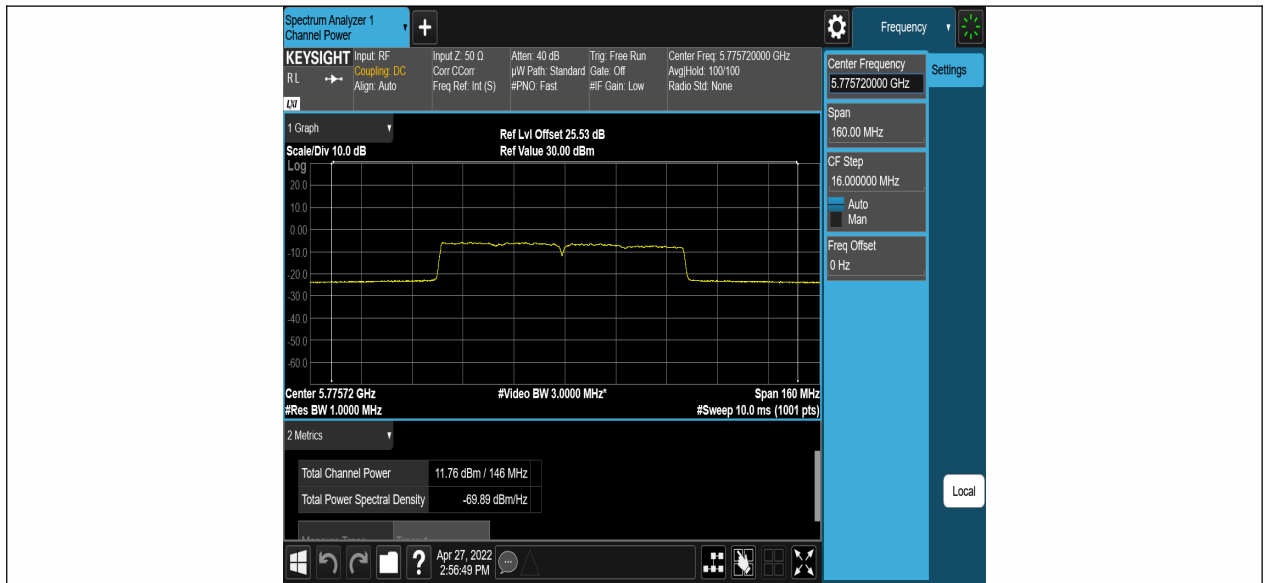 Spectrum Analyzer 1
Channel Power
+
Frequency
KEYSIGHT
RL
LXI
Input: RF
Coupling: DC
Align: Auto
Input Z: 50 Ω
Corr CCorr
Freq Ref: Int (S)
Atten: 40 dB
µW Path: Standard
#PNO: Fast
Trig: Free Run
Gate: Off
#IF Gain: Low
Center Freq: 5.775720000 GHz
Avg|Hold: 100/100
Radio Std: None
Center Frequency
5.775720000 GHz
Settings
Span
160.00 MHz
CF Step
16.000000 MHz
Auto
Man
Freq Offset
0 Hz
1 Graph
Scale/Div 10.0 dB
Ref Lvl Offset 25.53 dB
Ref Value 30.00 dBm
Log
20.0
10.0
0.00
-10.0
-20.0
-30.0
-40.0
-50.0
-60.0
Center 5.77572 GHz
#Video BW 3.0000 MHz*
Span 160 MHz
#Res BW 1.0000 MHz
#Sweep 10.0 ms (1001 pts)
2 Metrics
Total Channel Power 11.76 dBm / 146 MHz
Total Power Spectral Density -69.89 dBm/Hz
Local
?
Apr 27, 2022
2:56:49 PM